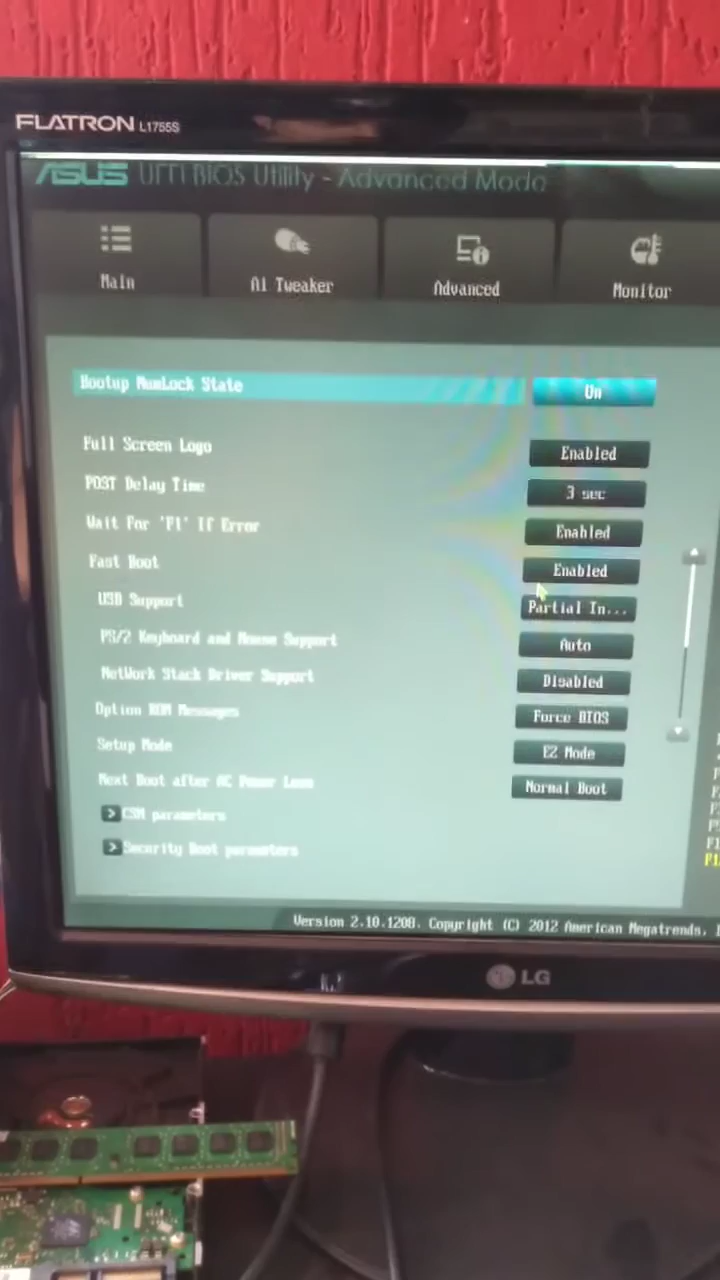 FLATRON L1755S
ASUS UEFI BIOS Utility - Advanced Mode
Main
Ai Tweaker
Advanced
Monitor
Bootup NumLock State
On
Full Screen Logo
Enabled
POST Delay Time
3 sec
Wait For 'F1' If Error
Enabled
Fast Boot
Enabled
USB Support
Partial In...
PS/2 Keyboard and Mouse Support
Auto
NetWork Stack Driver Support
Disabled
Option ROM Messages
Force BIOS
Setup Mode
EZ Mode
Next Boot after AC Power Loss
Normal Boot
CSM parameters
Security Boot parameters
Version 2.10.1208. Copyright (C) 2012 American Megatrends,
LG